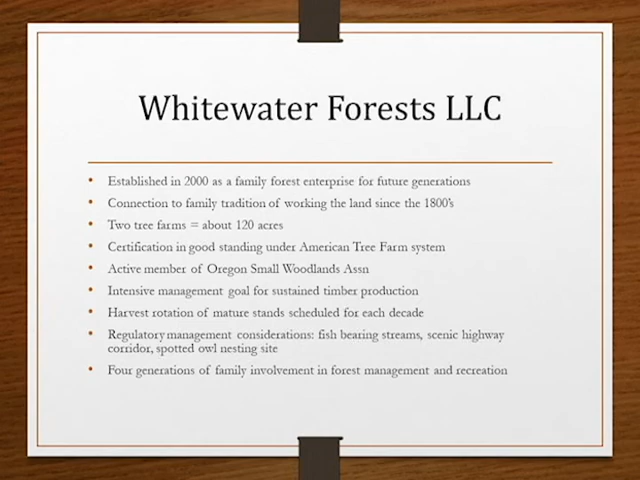 Whitewater Forests LLC
• Established in 2000 as a family forest enterprise for future generations
• Connection to family tradition of working the land since the 1800's
• Two tree farms = about 120 acres
• Certification in good standing under American Tree Farm system
• Active member of Oregon Small Woodlands Assn
• Intensive management goal for sustained timber production
• Harvest rotation of mature stands scheduled for each decade
• Regulatory management considerations: fish bearing streams, scenic highway
corridor, spotted owl nesting site
• Four generations of family involvement in forest management and recreation